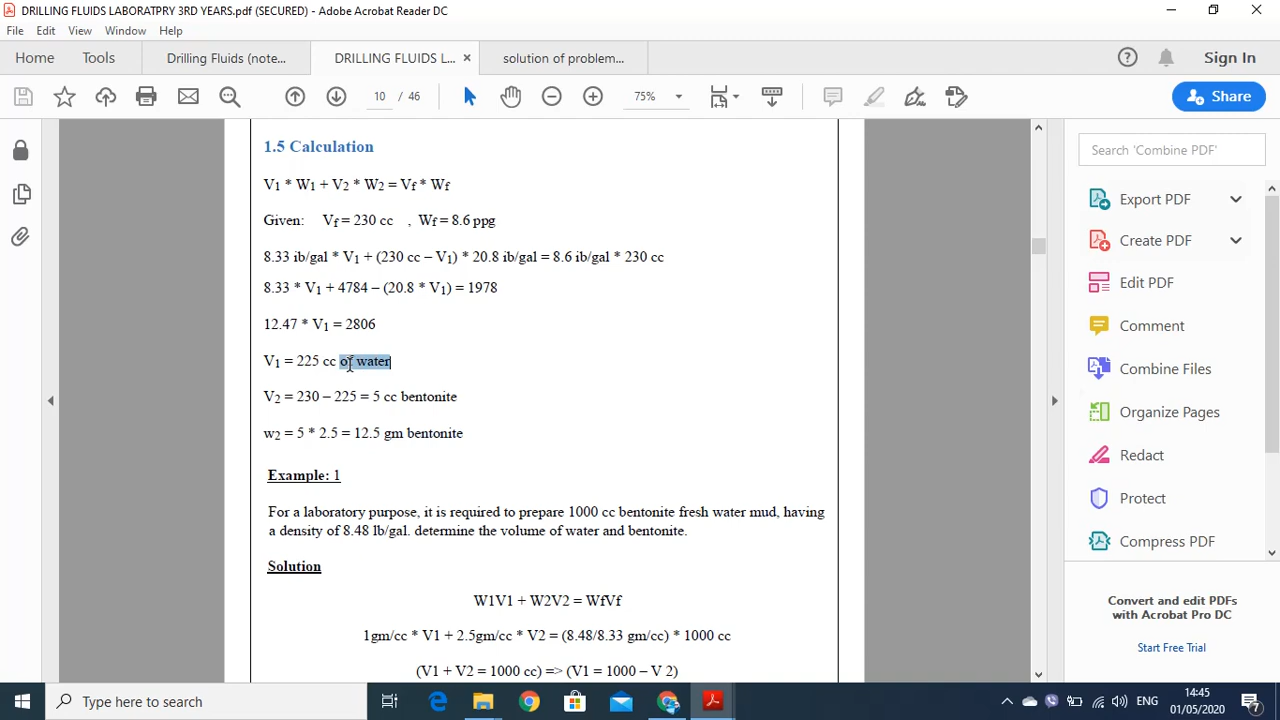 DRILLING FLUIDS LABORATPRY 3RD YEARS.pdf (SECURED) - Adobe Acrobat Reader DC
File Edit View Window Help
Home Tools Drilling Fluids (note... DRILLING FLUIDS L... × solution of problem... Sign In
10 / 46 75% Share
1.5 Calculation
V1 * W1 + V2 * W2 = Vf * Wf
Given: Vf = 230 cc , Wf = 8.6 ppg
8.33 ib/gal * V1 + (230 cc – V1) * 20.8 ib/gal = 8.6 ib/gal * 230 cc
8.33 * V1 + 4784 – (20.8 * V1) = 1978
12.47 * V1 = 2806
V1 = 225 cc of water
V2 = 230 – 225 = 5 cc bentonite
w2 = 5 * 2.5 = 12.5 gm bentonite
Example: 1
For a laboratory purpose, it is required to prepare 1000 cc bentonite fresh water mud, having
a density of 8.48 lb/gal. determine the volume of water and bentonite.
Solution
W1V1 + W2V2 = WfVf
1gm/cc * V1 + 2.5gm/cc * V2 = (8.48/8.33 gm/cc) * 1000 cc
(V1 + V2 = 1000 cc) => (V1 = 1000 – V 2)
Search 'Combine PDF'
Export PDF
Create PDF
Edit PDF
Comment
Combine Files
Organize Pages
Redact
Protect
Compress PDF
Convert and edit PDFs
with Acrobat Pro DC
Start Free Trial
Type here to search
ENG
14:45
01/05/2020
7